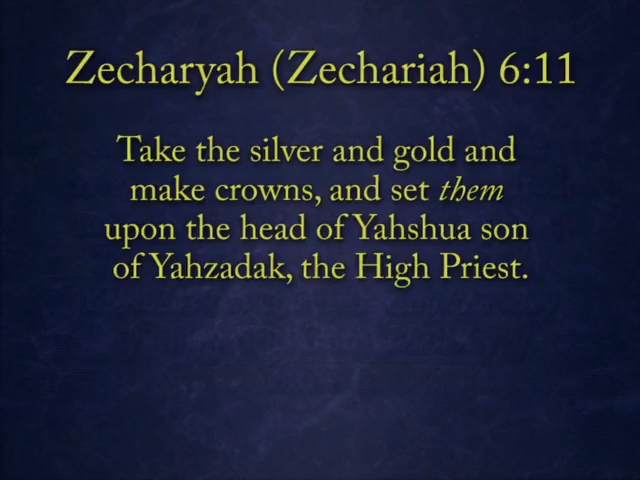 Zecharyah (Zechariah) 6:11
Take the silver and gold and
make crowns, and set them
upon the head of Yahshua son
of Yahzadak, the High Priest.